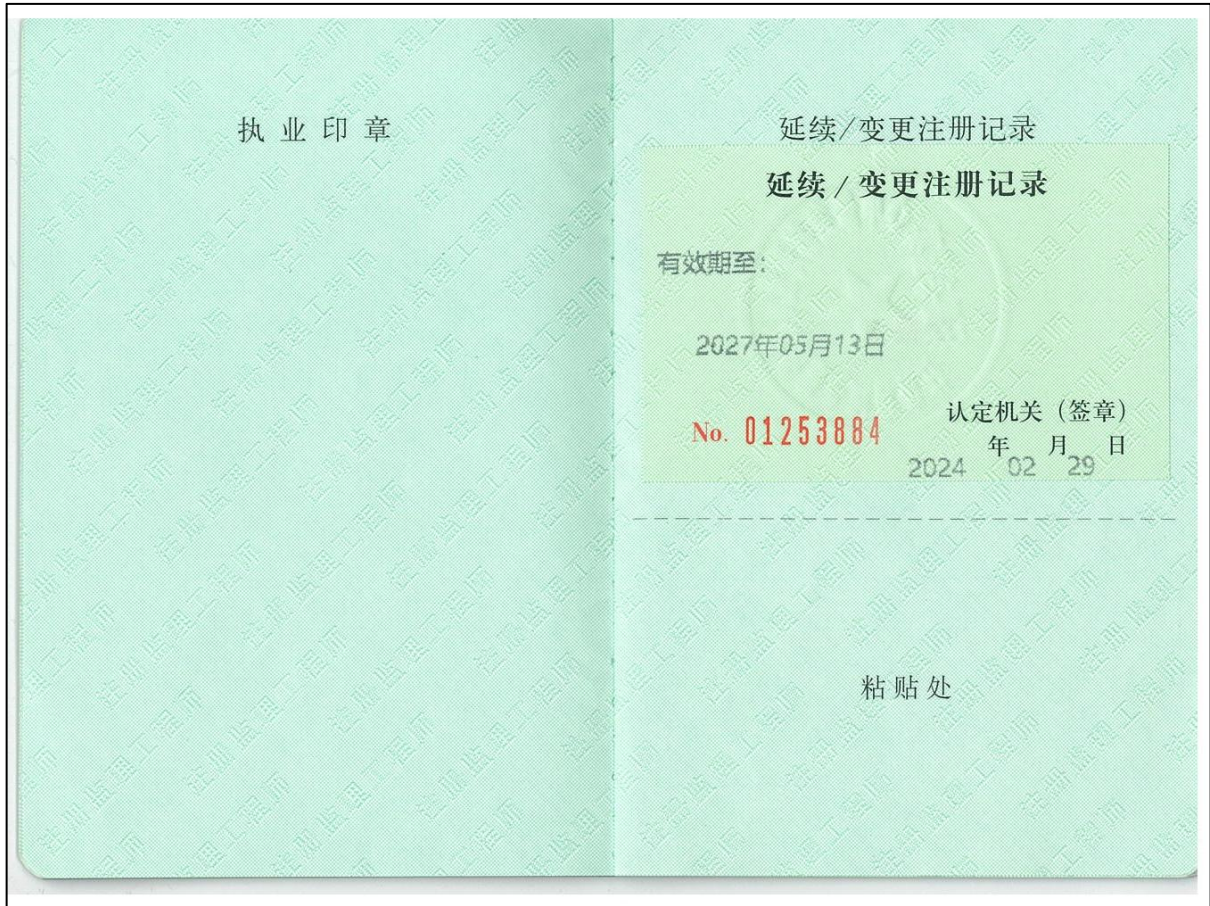 执业印章
延续/变更注册记录
延续/变更注册记录
有效期至:
2027年05月13日
No. 01253884
认定机关（签章）
年 月 日
2024 02 29
粘贴处